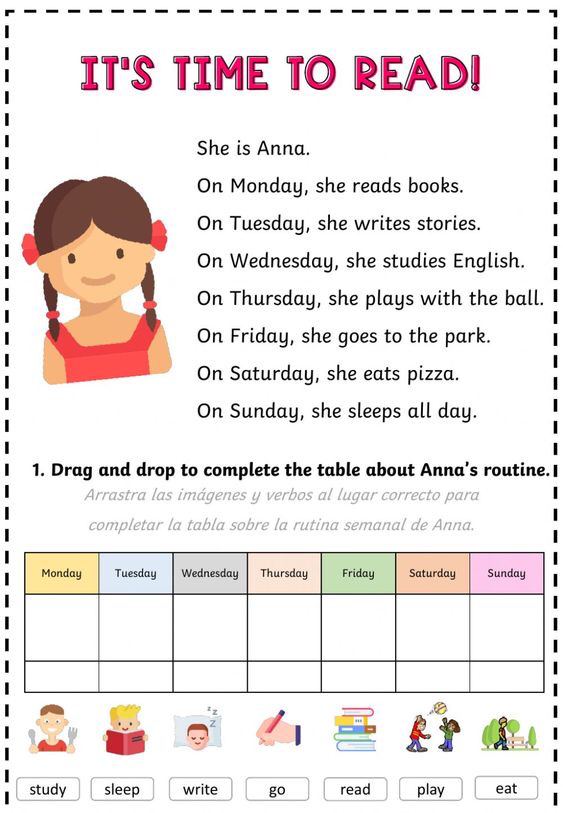 IT'S TIME TO READ!
She is Anna.
On Monday, she reads books.
On Tuesday, she writes stories.
On Wednesday, she studies English.
On Thursday, she plays with the ball.
On Friday, she goes to the park.
On Saturday, she eats pizza.
On Sunday, she sleeps all day.
1. Drag and drop to complete the table about Anna's routine.
Arrastra las imágenes y verbos al lugar correcto para
completar la tabla sobre la rutina semanal de Anna.
Monday Tuesday Wednesday Thursday Friday Saturday Sunday
z z z
study sleep write go read play eat